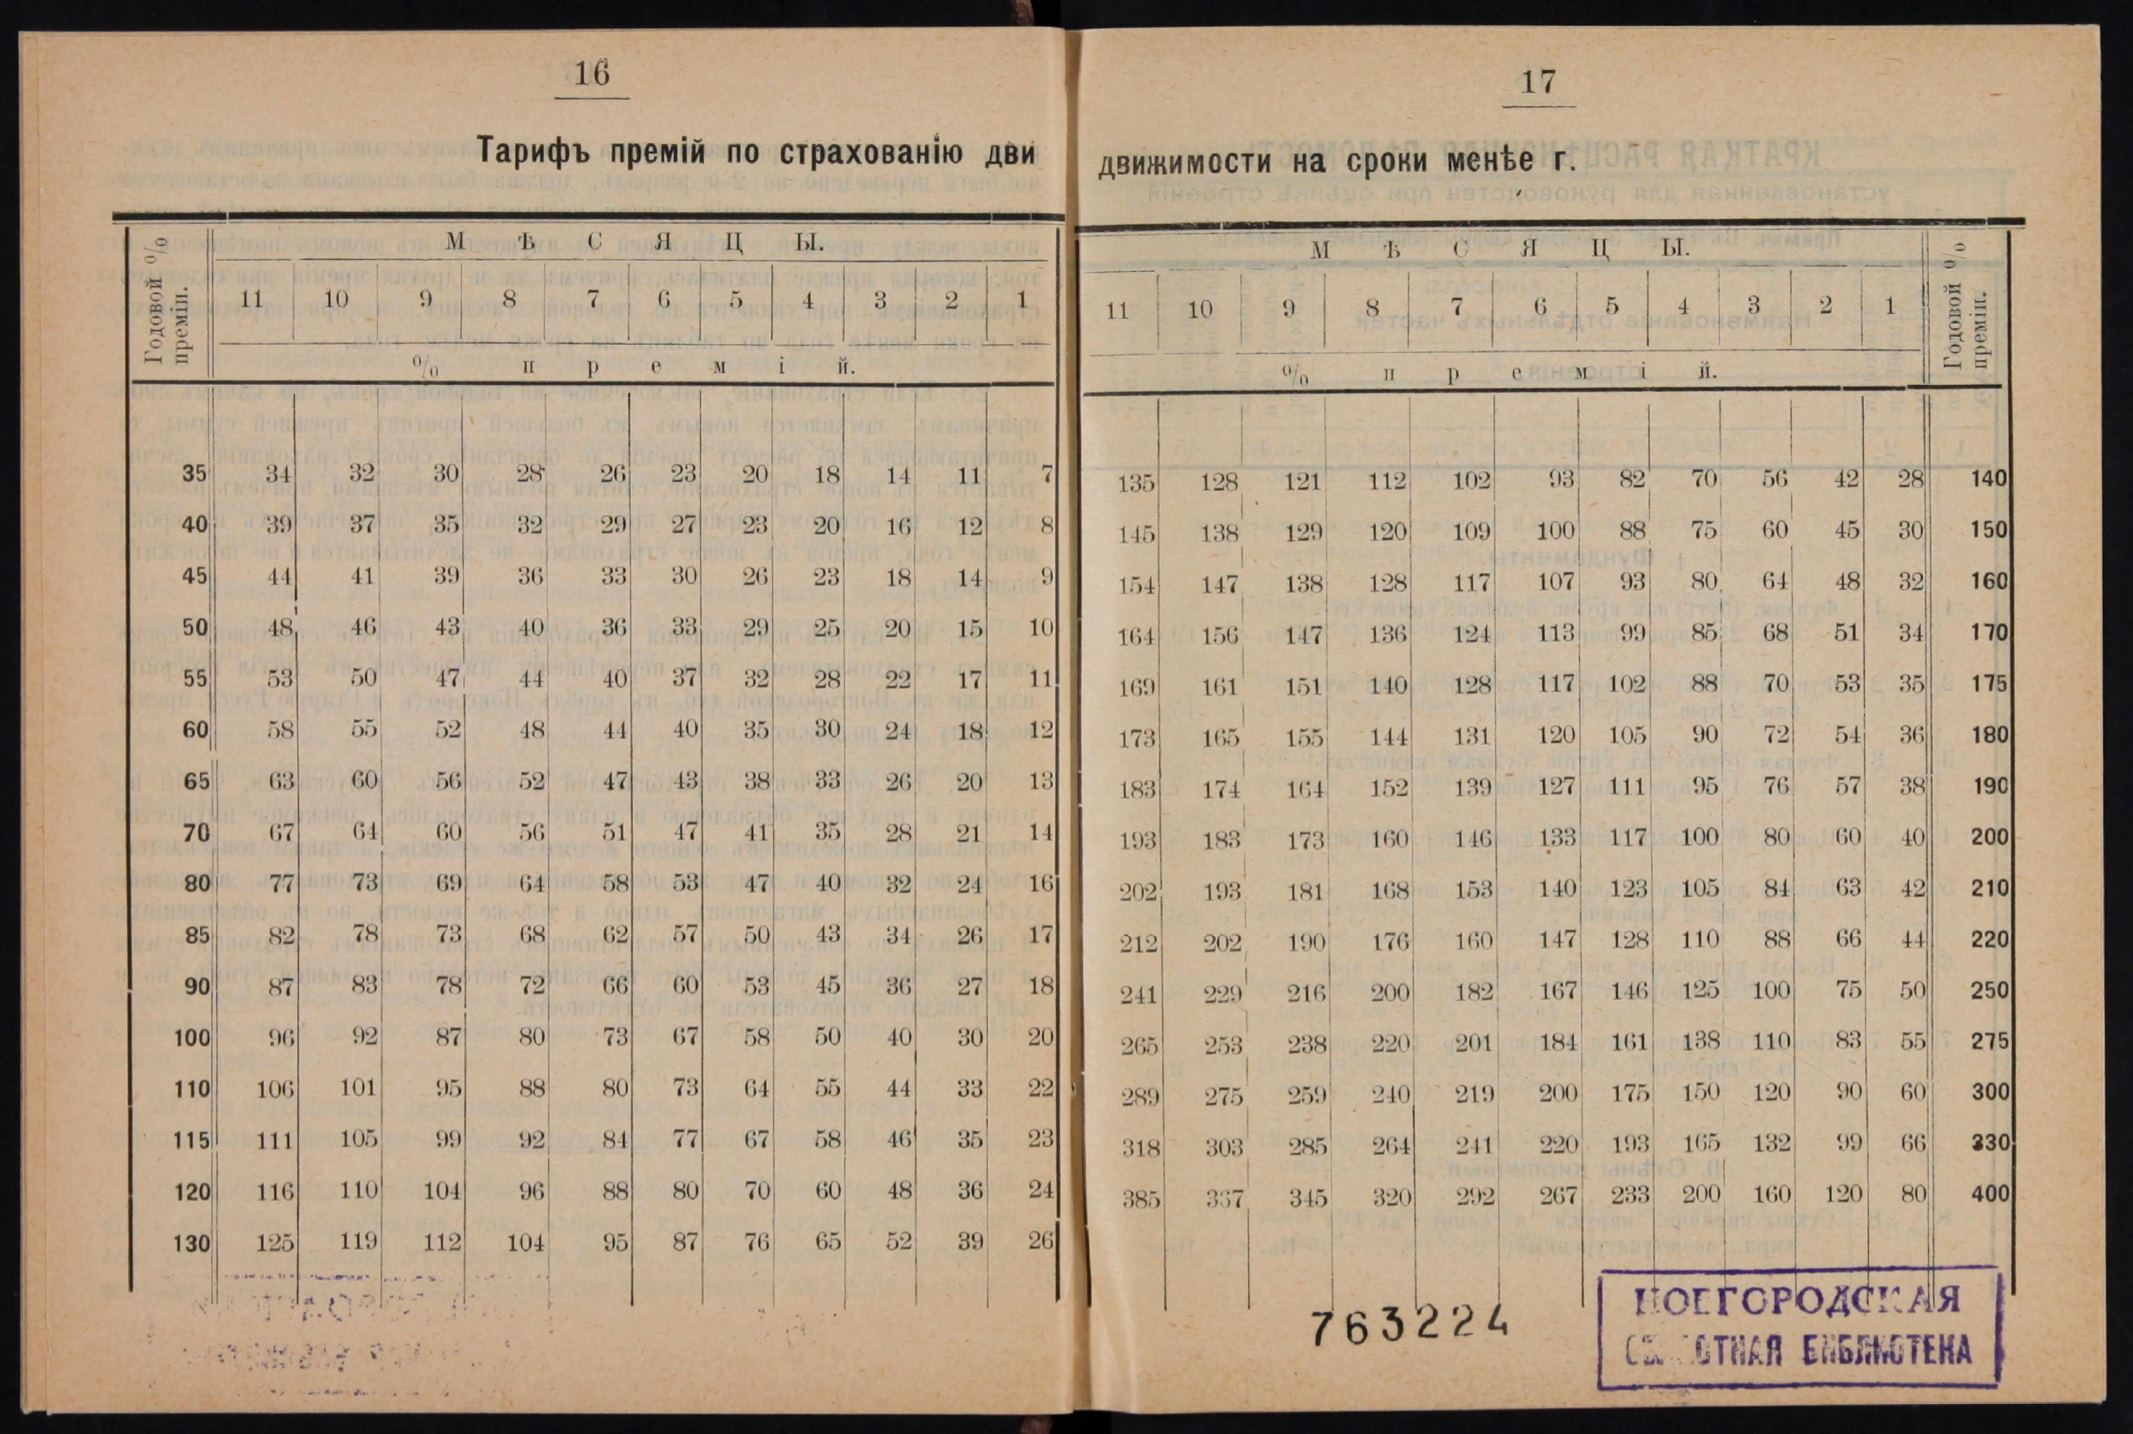 16
Тарифъ премій по страхованію дви
Годовой % преміи.
М Ѣ С Я Ц Ы.
11 10 9 8 7 6 5 4 3 2 1
% п р е м і й.
35 34 32 30 28 26 23 20 18 14 11 7
40 39 37 35 32 29 27 23 20 16 12 8
45 44 41 39 36 33 30 26 23 18 14 9
50 48 46 43 40 36 33 29 25 20 15 10
55 53 50 47 44 40 37 32 28 22 17 11
60 58 55 52 48 44 40 35 30 24 18 12
65 63 60 56 52 47 43 38 33 26 20 13
70 67 64 60 56 51 47 41 35 28 21 14
80 77 73 69 64 58 53 47 40 32 24 16
85 82 78 73 68 62 57 50 43 34 26 17
90 87 83 78 72 66 60 53 45 36 27 18
100 96 92 87 80 73 67 58 50 40 30 20
110 106 101 95 88 80 73 64 55 44 33 22
115 111 105 99 92 84 77 67 58 46 35 23
120 116 110 104 96 88 80 70 60 48 36 24
130 125 119 112 104 95 87 76 65 52 39 26
17
движимости на сроки менѣе г.
М Ѣ С Я Ц Ы.
Годовой % преміи.
11 10 9 8 7 6 5 4 3 2 1
% п р е м і й.
135 128 121 112 102 93 82 70 56 42 28 140
145 138 129 120 109 100 88 75 60 45 30 150
154 147 138 128 117 107 93 80 64 48 32 160
164 156 147 136 124 113 99 85 68 51 34 170
169 161 151 140 128 117 102 88 70 53 35 175
173 165 155 144 131 120 105 90 72 54 36 180
183 174 164 152 139 127 111 95 76 57 38 190
193 183 173 160 146 133 117 100 80 60 40 200
202 193 181 168 153 140 123 105 84 63 42 210
212 202 190 176 160 147 128 110 88 66 44 220
241 229 216 200 182 167 146 125 100 75 50 250
265 253 238 220 201 184 161 138 110 83 55 275
289 275 259 240 219 200 175 150 120 90 60 300
318 303 285 264 241 220 193 165 132 99 66 330
385 367 345 320 292 267 233 200 160 120 80 400
763224
НОВГОРОДСКАЯ
ОБЛАСТНАЯ БИБЛИОТЕКА